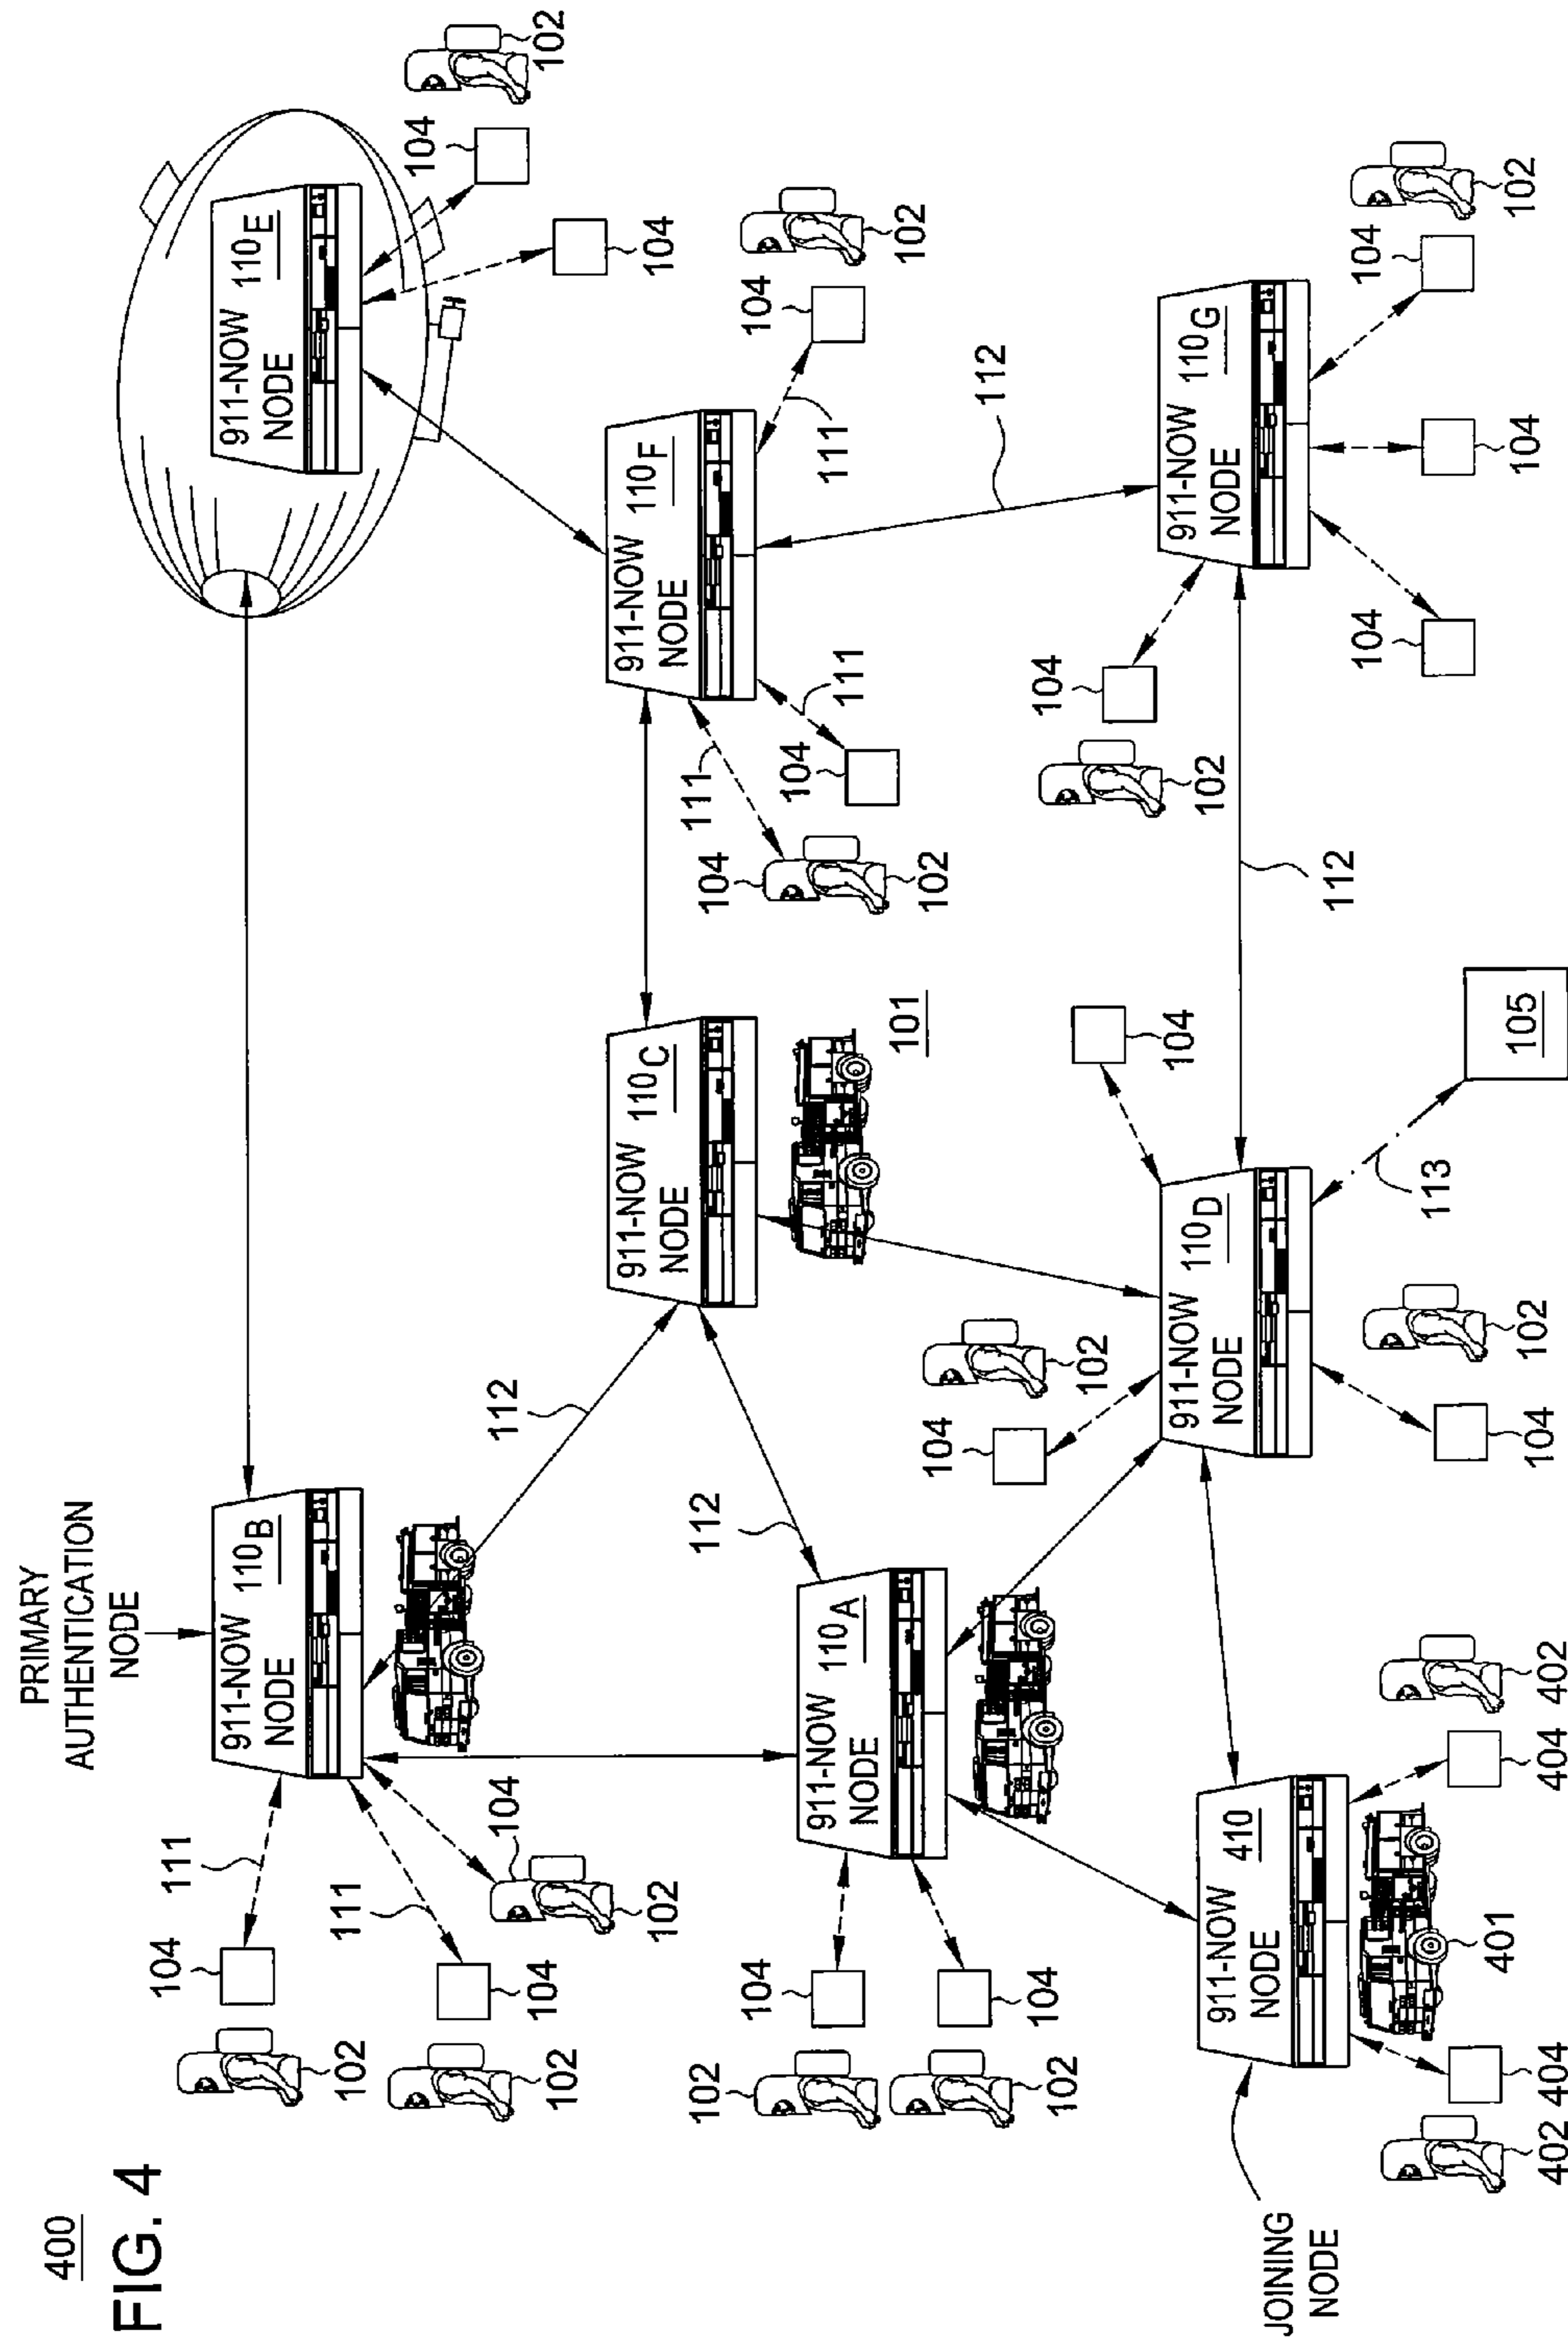 400
FIG. 4
PRIMARY
AUTHENTICATION
NODE
911-NOW
NODE
110B
104
111
102
111
104
102
104
102
911-NOW
NODE
110E
104
102
104
112
911-NOW
NODE
110C
101
911-NOW
NODE
110F
104
102
111
111
104
111
104
102
112
112
911-NOW
NODE
110A
104
102
104
102
911-NOW
NODE
110D
104
102
104
104
102
113
105
112
911-NOW
NODE
110G
104
102
104
102
104
104
JOINING
NODE
911-NOW
NODE
410
401
404
402
404
402